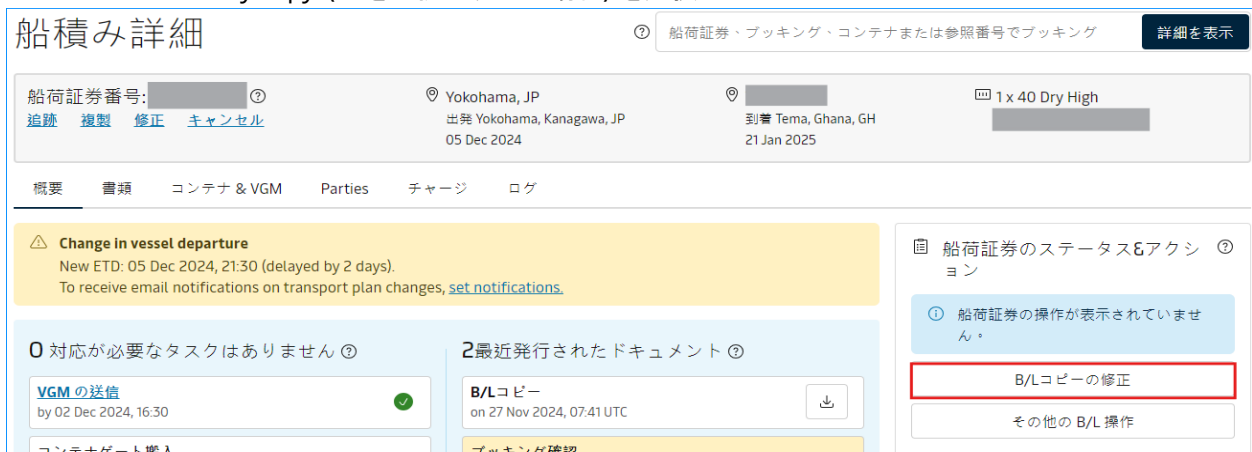 船積み詳細
船荷証券、ブッキング、コンテナまたは参照番号でブッキング
詳細を表示
船荷証券番号:
追跡 複製 修正 キャンセル
Yokohama, JP
出発 Yokohama, Kanagawa, JP
05 Dec 2024
到着 Tema, Ghana, GH
21 Jan 2025
1 x 40 Dry High
概要 書類 コンテナ & VGM Parties チャージ ログ
Change in vessel departure
New ETD: 05 Dec 2024, 21:30 (delayed by 2 days).
To receive email notifications on transport plan changes, set notifications.
0 対応が必要なタスクはありません
VGM の送信
by 02 Dec 2024, 16:30
2最近発行されたドキュメント
B/Lコピー
on 27 Nov 2024, 07:41 UTC
船荷証券のステータス&アクシ
ョン
船荷証券の操作が表示されていませ
ん。
B/Lコピーの修正
その他の B/L 操作